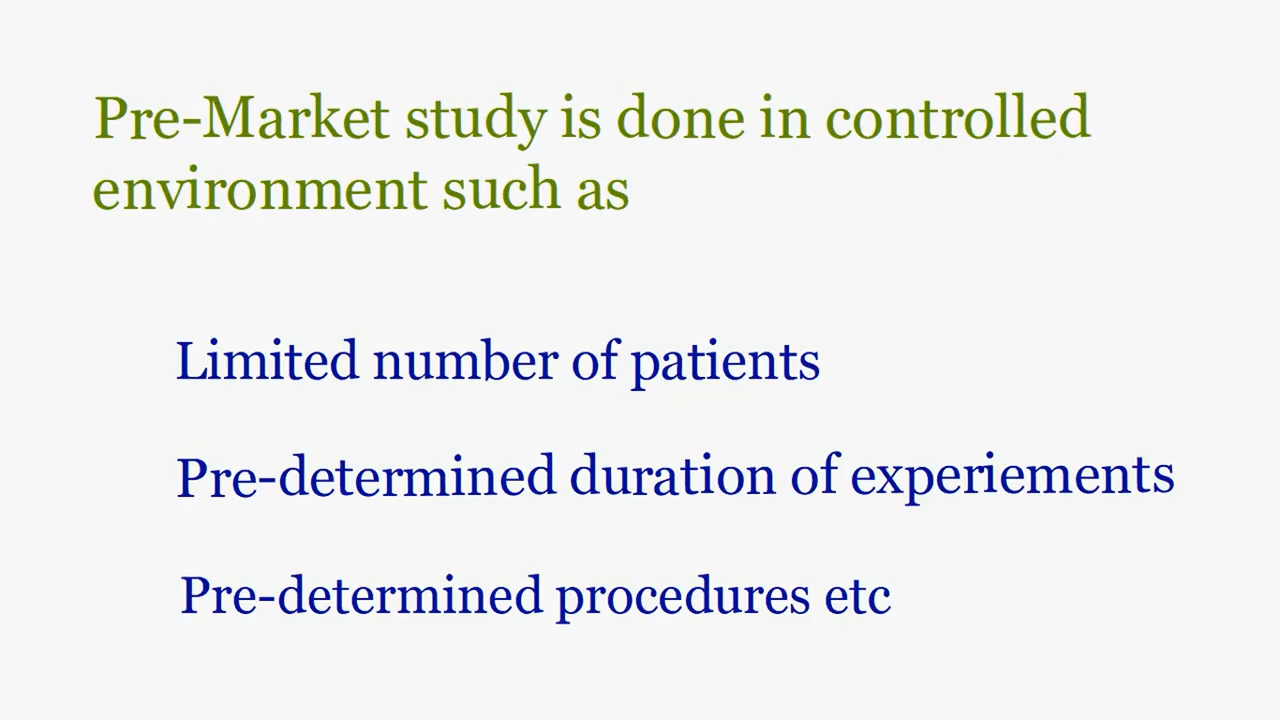 Pre-Market study is done in controlled
environment such as
Limited number of patients
Pre-determined duration of experiements
Pre-determined procedures etc